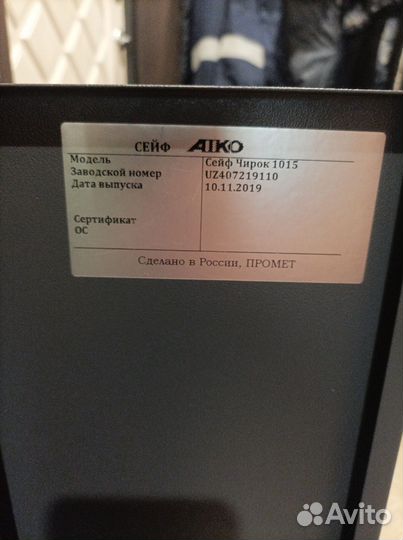 СЕЙФ AIKO
Модель Сейф Чирок 1015
Заводской номер UZ407219110
Дата выпуска 10.11.2019
Сертификат
ОС
Сделано в России, ПРОМЕТ
Avito